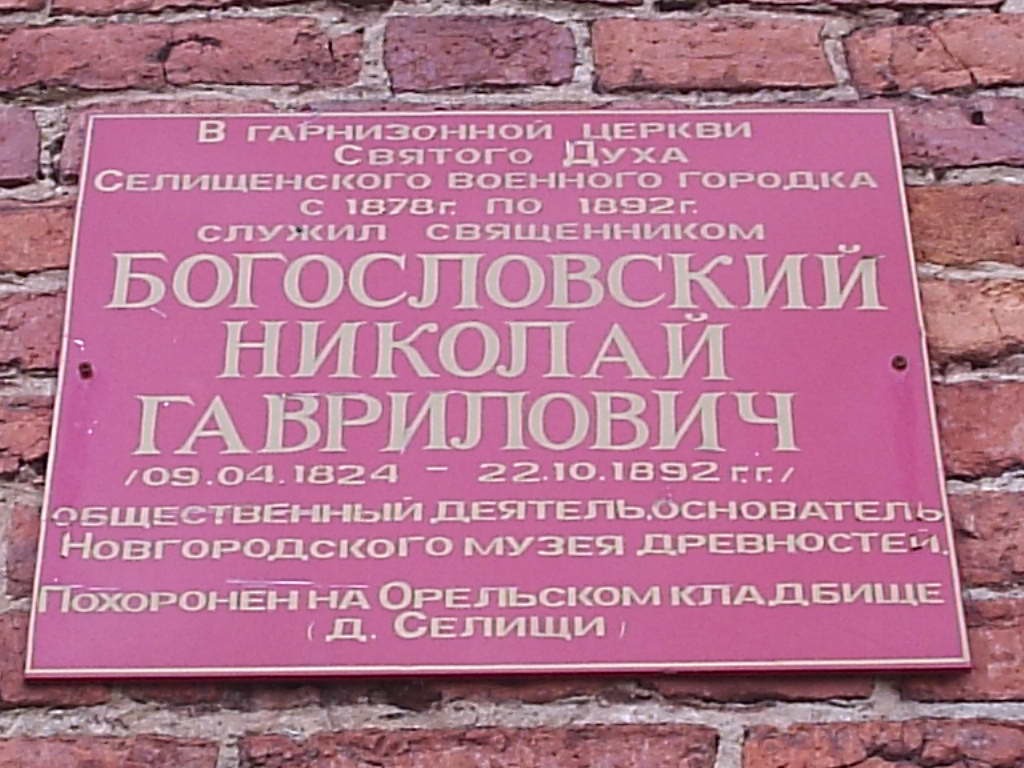 В ГАРНИЗОННОЙ ЦЕРКВИ
СВЯТОГО ДУХА
СЕЛИЩЕНСКОГО ВОЕННОГО ГОРОДКА
С 1878г. ПО 1892г.
СЛУЖИЛ СВЯЩЕННИКОМ
БОГОСЛОВСКИЙ
НИКОЛАЙ
ГАВРИЛОВИЧ
/09.04.1824 – 22.10.1892 г.г./
ОБЩЕСТВЕННЫЙ ДЕЯТЕЛЬ, ОСНОВАТЕЛЬ
НОВГОРОДСКОГО МУЗЕЯ ДРЕВНОСТЕЙ.
ПОХОРОНЕН НА ОРЕЛЬСКОМ КЛАДБИЩЕ
(Д. СЕЛИЩИ)